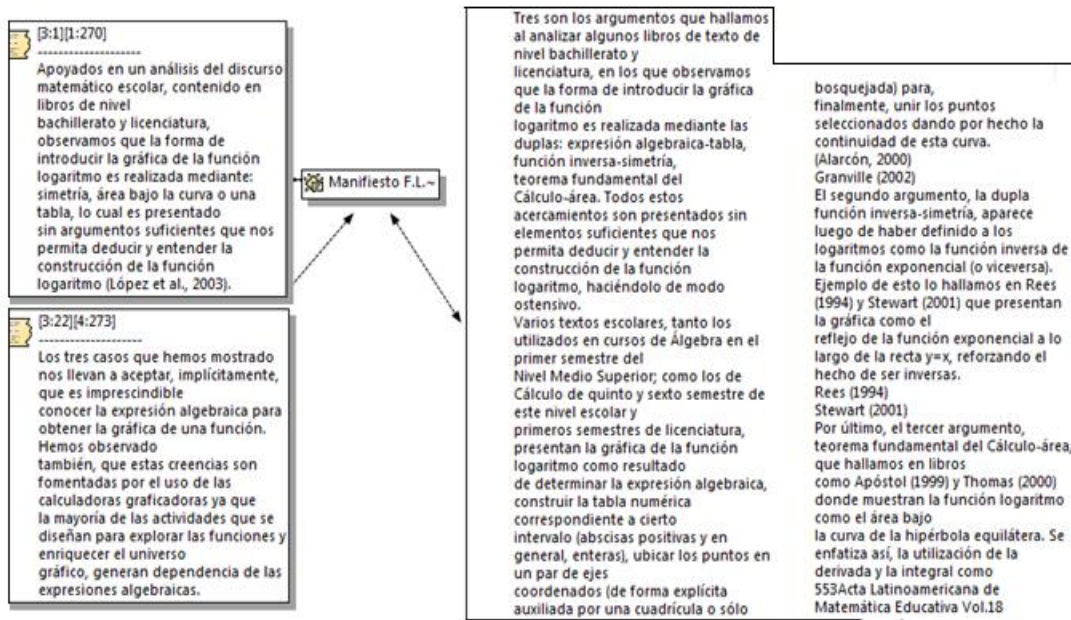 [3:1][1:270]
--------------------
Apoyados en un análisis del discurso
matemático escolar, contenido en
libros de nivel
bachillerato y licenciatura,
observamos que la forma de
introducir la gráfica de la función
logaritmo es realizada mediante:
simetría, área bajo la curva o una
tabla, lo cual es presentado
sin argumentos suficientes que nos
permita deducir y entender la
construcción de la función
logaritmo (López et al., 2003).
[3:22][4:273]
--------------------
Los tres casos que hemos mostrado
nos llevan a aceptar, implícitamente,
que es imprescindible
conocer la expresión algebraica para
obtener la gráfica de una función.
Hemos observado
también, que estas creencias son
fomentadas por el uso de las
calculadoras graficadoras ya que
la mayoría de las actividades que se
diseñan para explorar las funciones y
enriquecer el universo
gráfico, generan dependencia de las
expresiones algebraicas.
Manifiesto F.L.~
Tres son los argumentos que hallamos
al analizar algunos libros de texto de
nivel bachillerato y
licenciatura, en los que observamos
que la forma de introducir la gráfica
de la función
logaritmo es realizada mediante las
duplas: expresión algebraica-tabla,
función inversa-simetría,
teorema fundamental del
Cálculo-área. Todos estos
acercamientos son presentados sin
elementos suficientes que nos
permita deducir y entender la
construcción de la función
logaritmo, haciéndolo de modo
ostensivo.
Varios textos escolares, tanto los
utilizados en cursos de Álgebra en el
primer semestre del
Nivel Medio Superior; como los de
Cálculo de quinto y sexto semestre de
este nivel escolar y
primeros semestres de licenciatura,
presentan la gráfica de la función
logaritmo como resultado
de determinar la expresión algebraica,
construir la tabla numérica
correspondiente a cierto
intervalo (abscisas positivas y en
general, enteras), ubicar los puntos en
un par de ejes
coordenados (de forma explícita
auxiliada por una cuadrícula o sólo
bosquejada) para,
finalmente, unir los puntos
seleccionados dando por hecho la
continuidad de esta curva.
(Alarcón, 2000)
Granville (2002)
El segundo argumento, la dupla
función inversa-simetría, aparece
luego de haber definido a los
logaritmos como la función inversa de
la función exponencial (o viceversa).
Ejemplo de esto lo hallamos en Rees
(1994) y Stewart (2001) que presentan
la gráfica como el
reflejo de la función exponencial a lo
largo de la recta y=x, reforzando el
hecho de ser inversas.
Rees (1994)
Stewart (2001)
Por último, el tercer argumento,
teorema fundamental del Cálculo-área,
que hallamos en libros
como Apóstol (1999) y Thomas (2000)
donde muestran la función logaritmo
como el área bajo
la curva de la hipérbola equilátera. Se
enfatiza así, la utilización de la
derivada y la integral como
553Acta Latinoamericana de
Matemática Educativa Vol.18